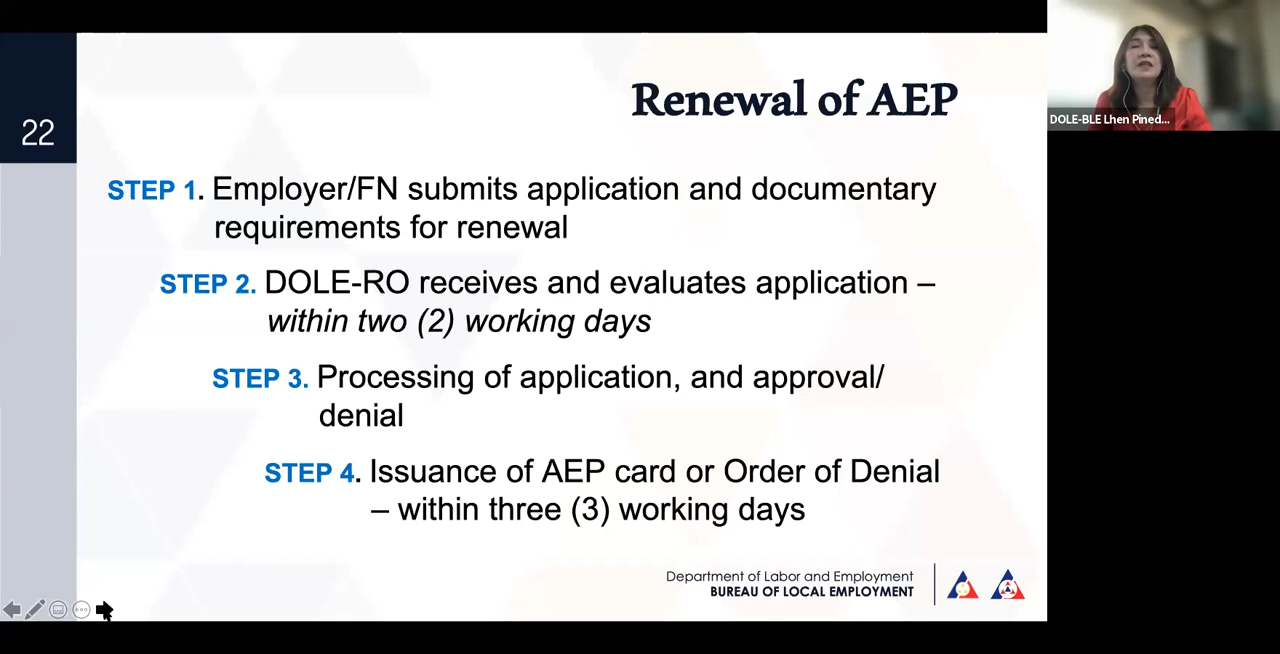 Renewal of AEP
22
STEP 1. Employer/FN submits application and documentary
requirements for renewal
STEP 2. DOLE-RO receives and evaluates application –
within two (2) working days
STEP 3. Processing of application, and approval/
denial
STEP 4. Issuance of AEP card or Order of Denial
– within three (3) working days
Department of Labor and Employment
BUREAU OF LOCAL EMPLOYMENT
DOLE-BLE Lhen Pined...